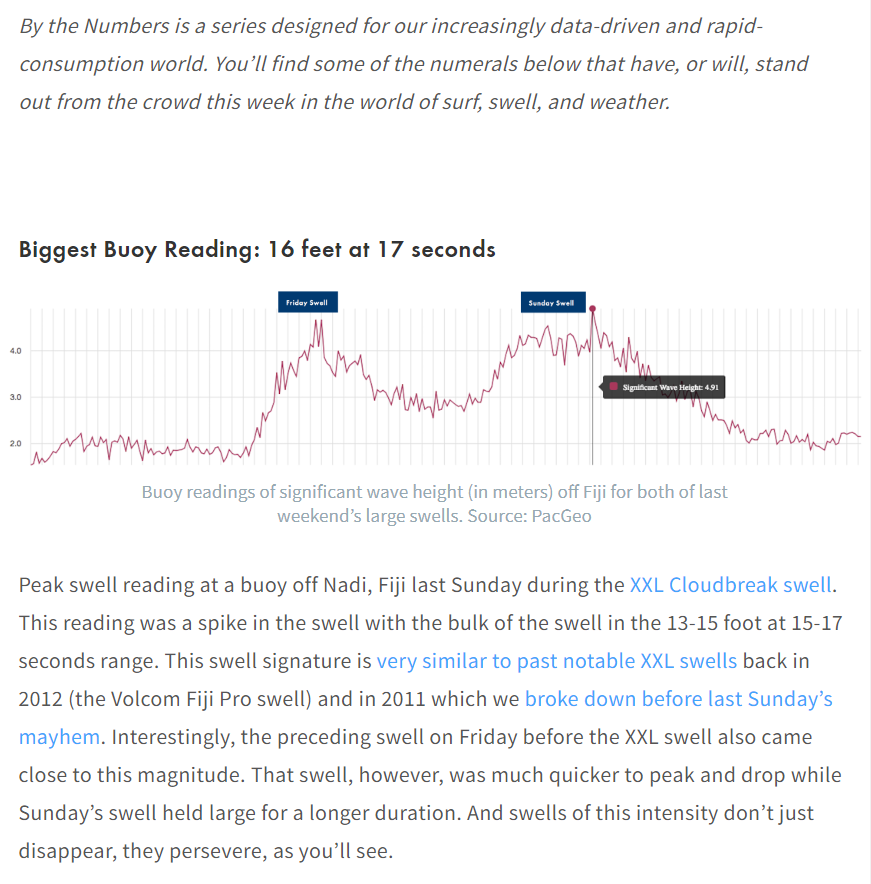 By the Numbers is a series designed for our increasingly data-driven and rapid-
consumption world. You’ll find some of the numerals below that have, or will, stand
out from the crowd this week in the world of surf, swell, and weather.
Biggest Buoy Reading: 16 feet at 17 seconds
Friday Swell
Sunday Swell
4.0
Significant Wave Height: 4.91
3.0
2.0
Buoy readings of significant wave height (in meters) off Fiji for both of last
weekend’s large swells. Source: PacGeo
Peak swell reading at a buoy off Nadi, Fiji last Sunday during the XXL Cloudbreak swell.
This reading was a spike in the swell with the bulk of the swell in the 13-15 foot at 15-17
seconds range. This swell signature is very similar to past notable XXL swells back in
2012 (the Volcom Fiji Pro swell) and in 2011 which we broke down before last Sunday’s
mayhem. Interestingly, the preceding swell on Friday before the XXL swell also came
close to this magnitude. That swell, however, was much quicker to peak and drop while
Sunday’s swell held large for a longer duration. And swells of this intensity don’t just
disappear, they persevere, as you’ll see.